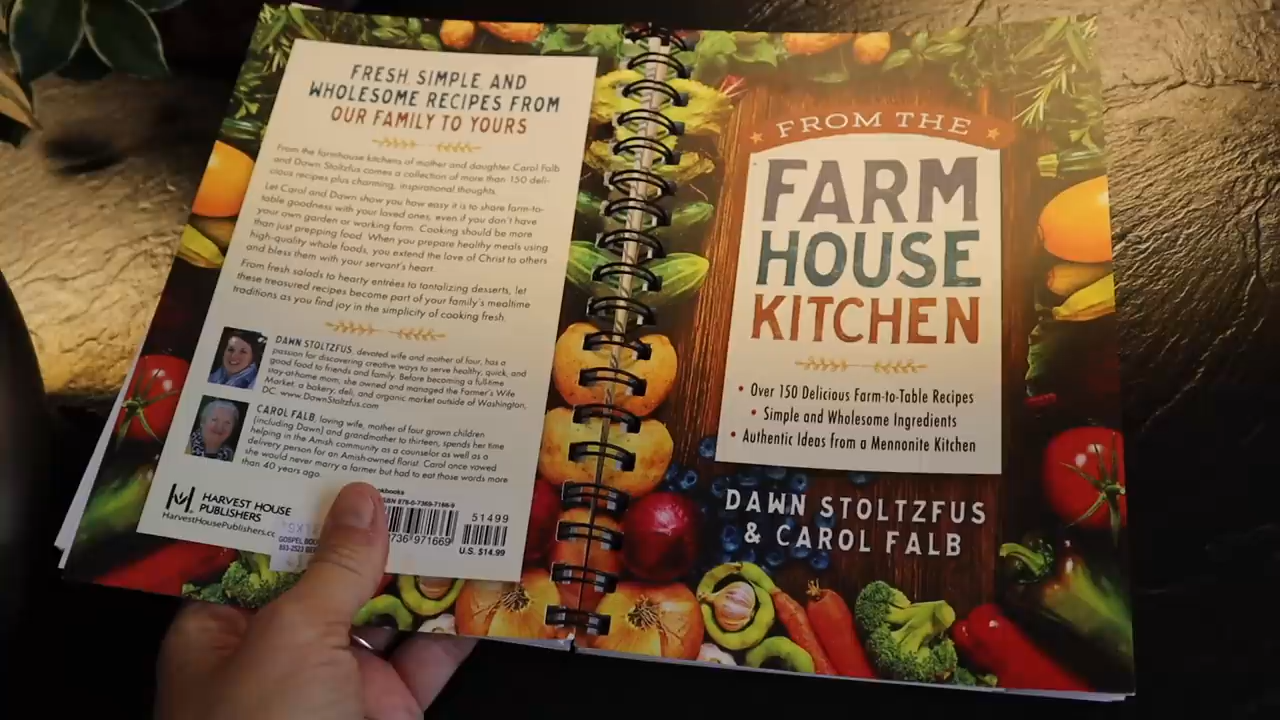 FRESH, SIMPLE, AND
WHOLESOME RECIPES FROM
OUR FAMILY TO YOURS
From the farmhouse kitchens of mother and daughter Carol Falb
and Dawn Stoltzfus comes a collection of more than 150 deli-
cious recipes plus charming, inspirational thoughts.
Let Carol and Dawn show you how easy it is to share farm-to-
table goodness with your loved ones, even if you don't have
your own garden or working farm. Cooking should be more
than just prepping food. When you prepare healthy meals using
high-quality whole foods, you extend the love of Christ to others
and bless them with your servant's heart.
From fresh salads to hearty entrées to tantalizing desserts, let
these treasured recipes become part of your family's mealtime
traditions as you find joy in the simplicity of cooking fresh.
DAWN STOLTZFUS, devoted wife and mother of four, has a
passion for discovering creative ways to serve healthy, quick, and
good food to friends and family. Before becoming a full-time
stay-at-home mom, she owned and managed the Farmer's Wife
Market, a bakery, deli, and organic market outside of Washington,
DC. www.DawnStoltzfus.com
CAROL FALB, loving wife, mother of four grown children
(including Dawn) and grandmother to thirteen, spends her time
helping in the Amish community as a counselor as well as a
delivery person for an Amish-owned florist. Carol once vowed
she would never marry a farmer but had to eat those words more
than 40 years ago.
HARVEST HOUSE
PUBLISHERS
HarvestHousePublishers.co
okbooks
ISBN 978-0-7369-7166-9
736 971669
51499
U.S. $14.99
GOSPEL BOO
FROM THE
FARM
HOUSE
KITCHEN
• Over 150 Delicious Farm-to-Table Recipes
• Simple and Wholesome Ingredients
• Authentic Ideas from a Mennonite Kitchen
DAWN STOLTZFUS
& CAROL FALB